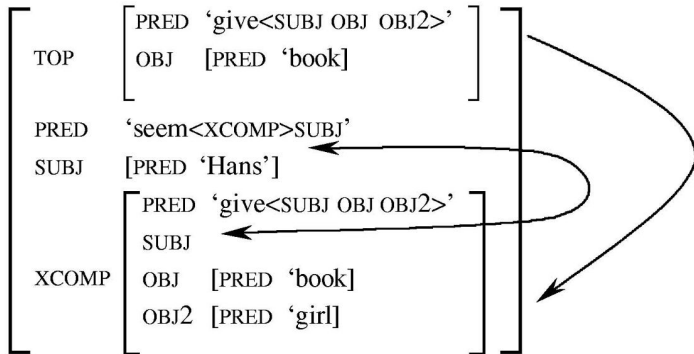 PRED ‘give<SUBJ OBJ OBJ2>’
TOP OBJ [PRED ‘book]
PRED ‘seem<XCOMP>SUBJ’
SUBJ [PRED ‘Hans’]
PRED ‘give<SUBJ OBJ OBJ2>’
SUBJ
XCOMP OBJ [PRED ‘book]
OBJ2 [PRED ‘girl]